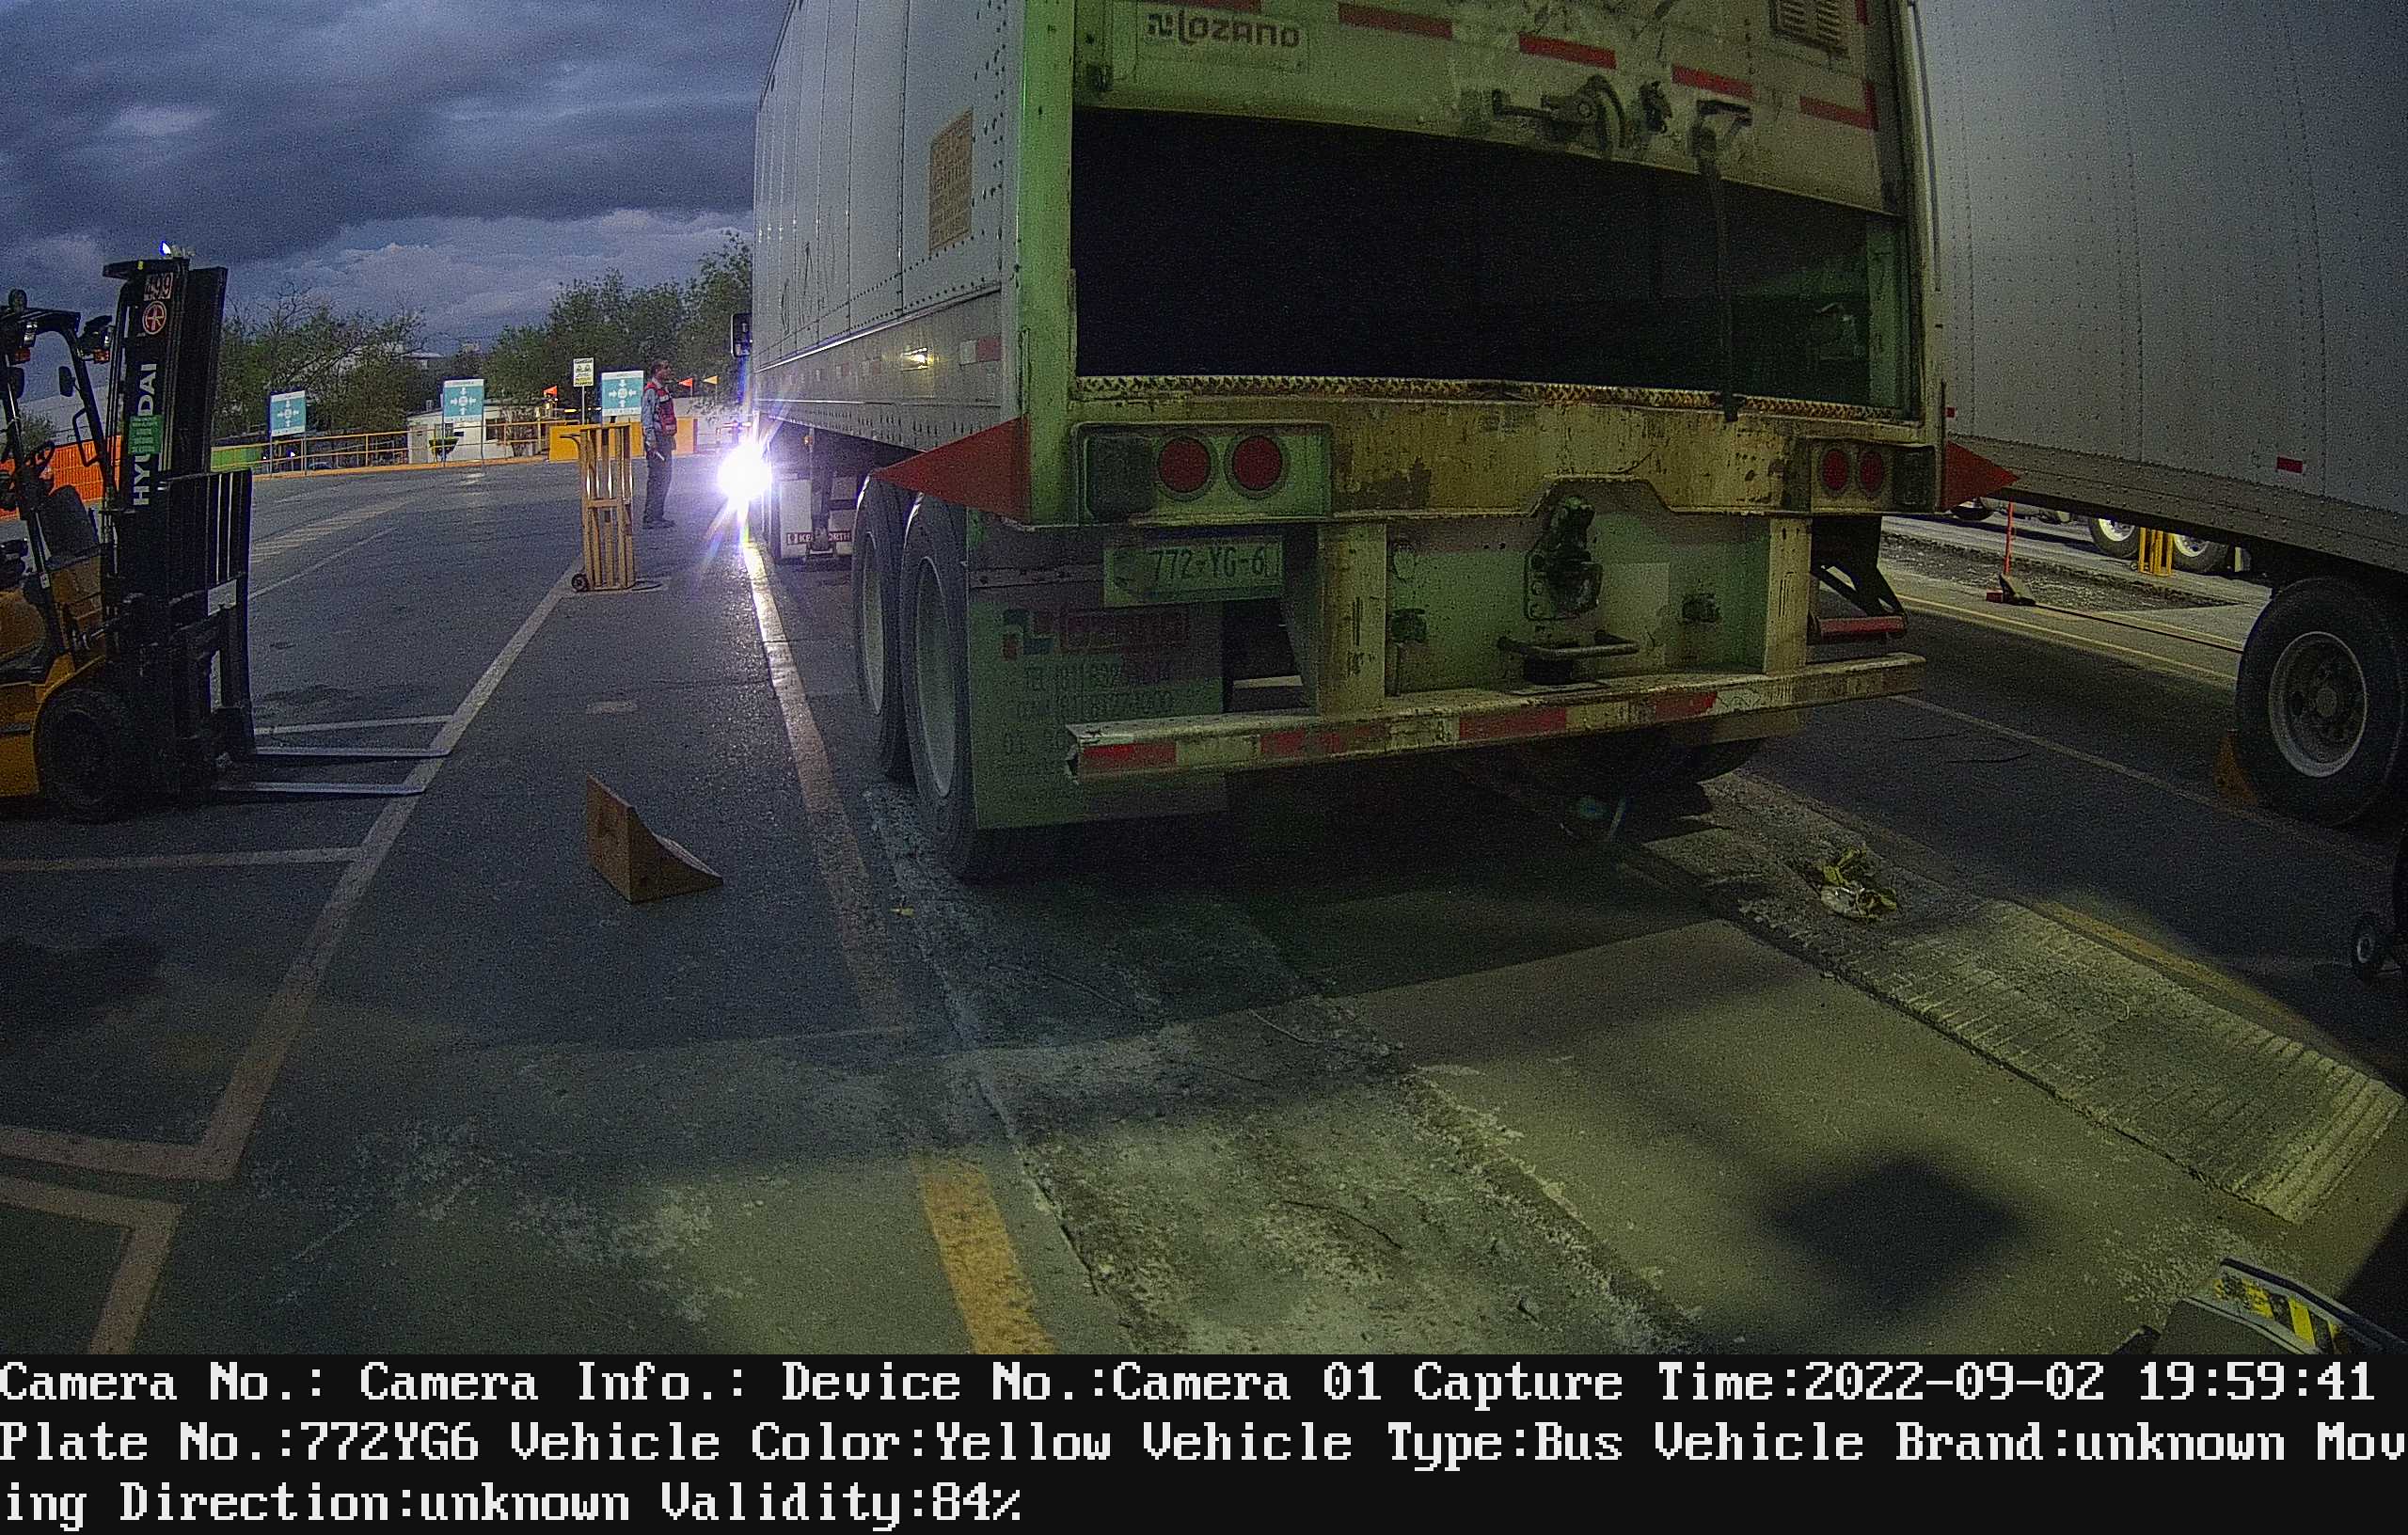 Lozano
HYUNDAI
772-YG-6
Lozano
Camera No.: Camera Info.: Device No.:Camera 01 Capture Time:2022-09-02 19:59:41
Plate No.:772YG6 Vehicle Color:Yellow Vehicle Type:Bus Vehicle Brand:unknown Mov
ing Direction:unknown Validity:84%